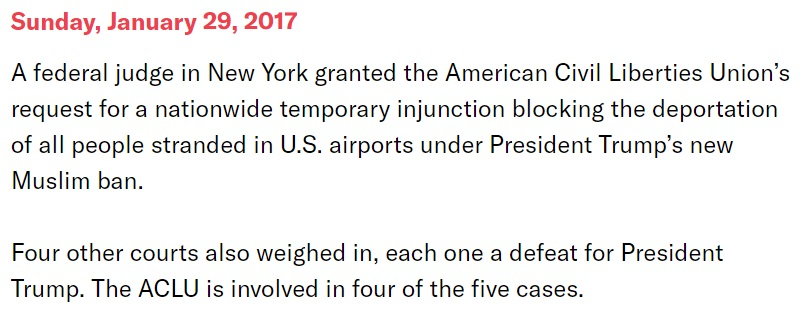 Sunday, January 29, 2017
A federal judge in New York granted the American Civil Liberties Union’s
request for a nationwide temporary injunction blocking the deportation
of all people stranded in U.S. airports under President Trump’s new
Muslim ban.
Four other courts also weighed in, each one a defeat for President
Trump. The ACLU is involved in four of the five cases.